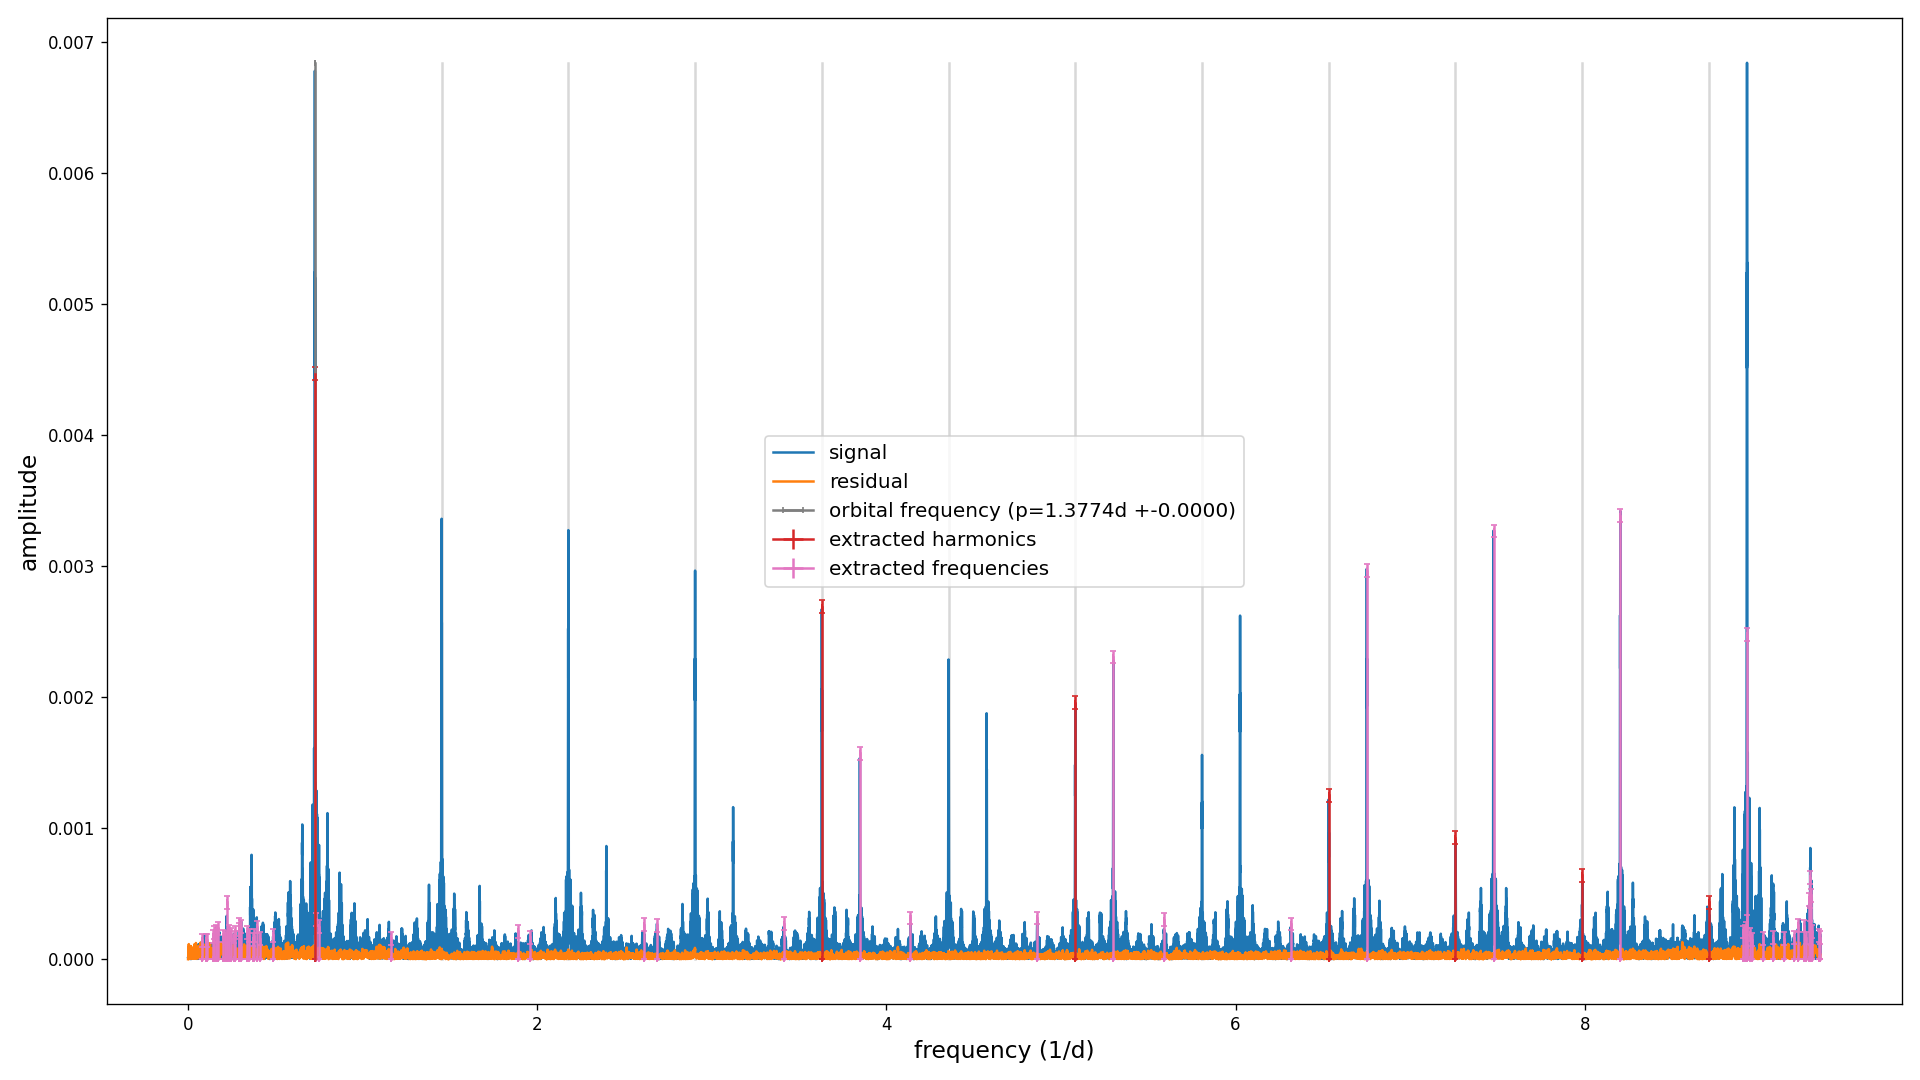 0.007
0.006
0.005
0.004
0.003
0.002
0.001
0.000
amplitude
signal
residual
orbital frequency (p=1.3774d +-0.0000)
extracted harmonics
extracted frequencies
0 2 4 6 8
frequency (1/d)